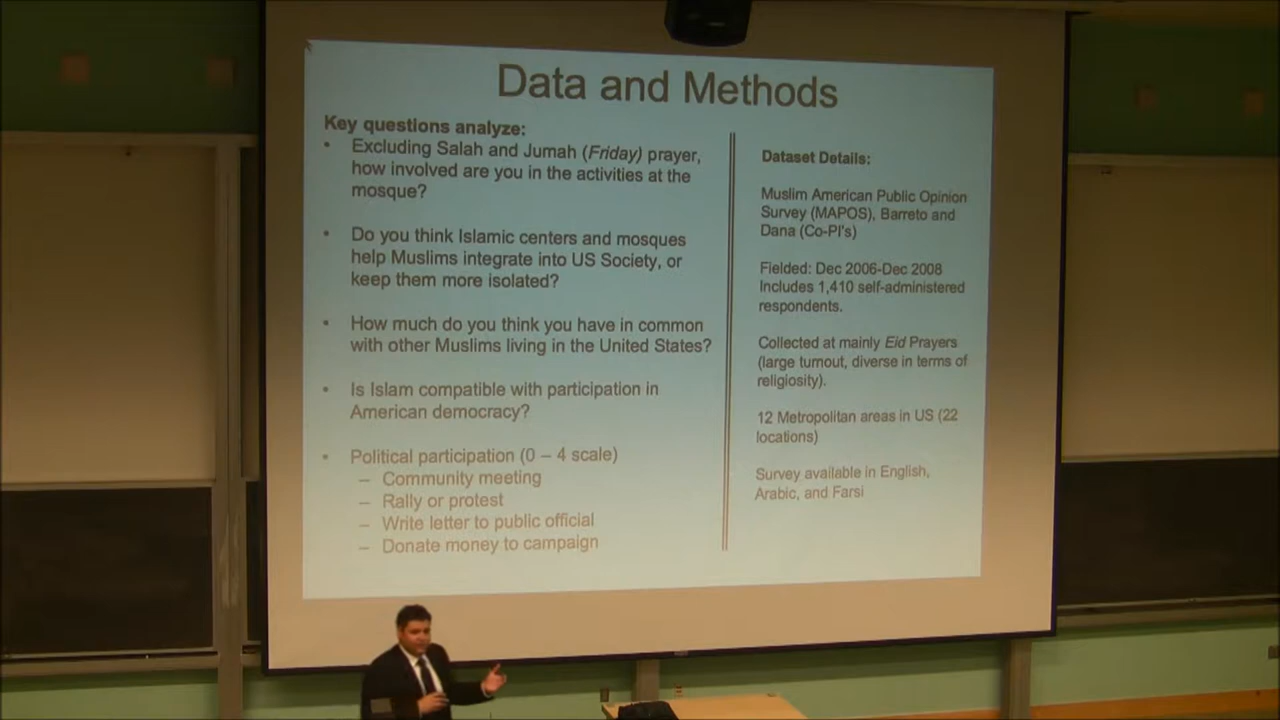 Data and Methods
Key questions analyze:
• Excluding Salah and Jumah (Friday) prayer,
how involved are you in the activities at the
mosque?
• Do you think Islamic centers and mosques
help Muslims integrate into US Society, or
keep them more isolated?
• How much do you think you have in common
with other Muslims living in the United States?
• Is Islam compatible with participation in
American democracy?
• Political participation (0 – 4 scale)
– Community meeting
– Rally or protest
– Write letter to public official
– Donate money to campaign
Dataset Details:
Muslim American Public Opinion
Survey (MAPOS), Barreto and
Dana (Co-PI's)
Fielded: Dec 2006-Dec 2008
Includes 1,410 self-administered
respondents.
Collected at mainly Eid Prayers
(large turnout, diverse in terms of
religiosity).
12 Metropolitan areas in US (22
locations)
Survey available in English,
Arabic, and Farsi